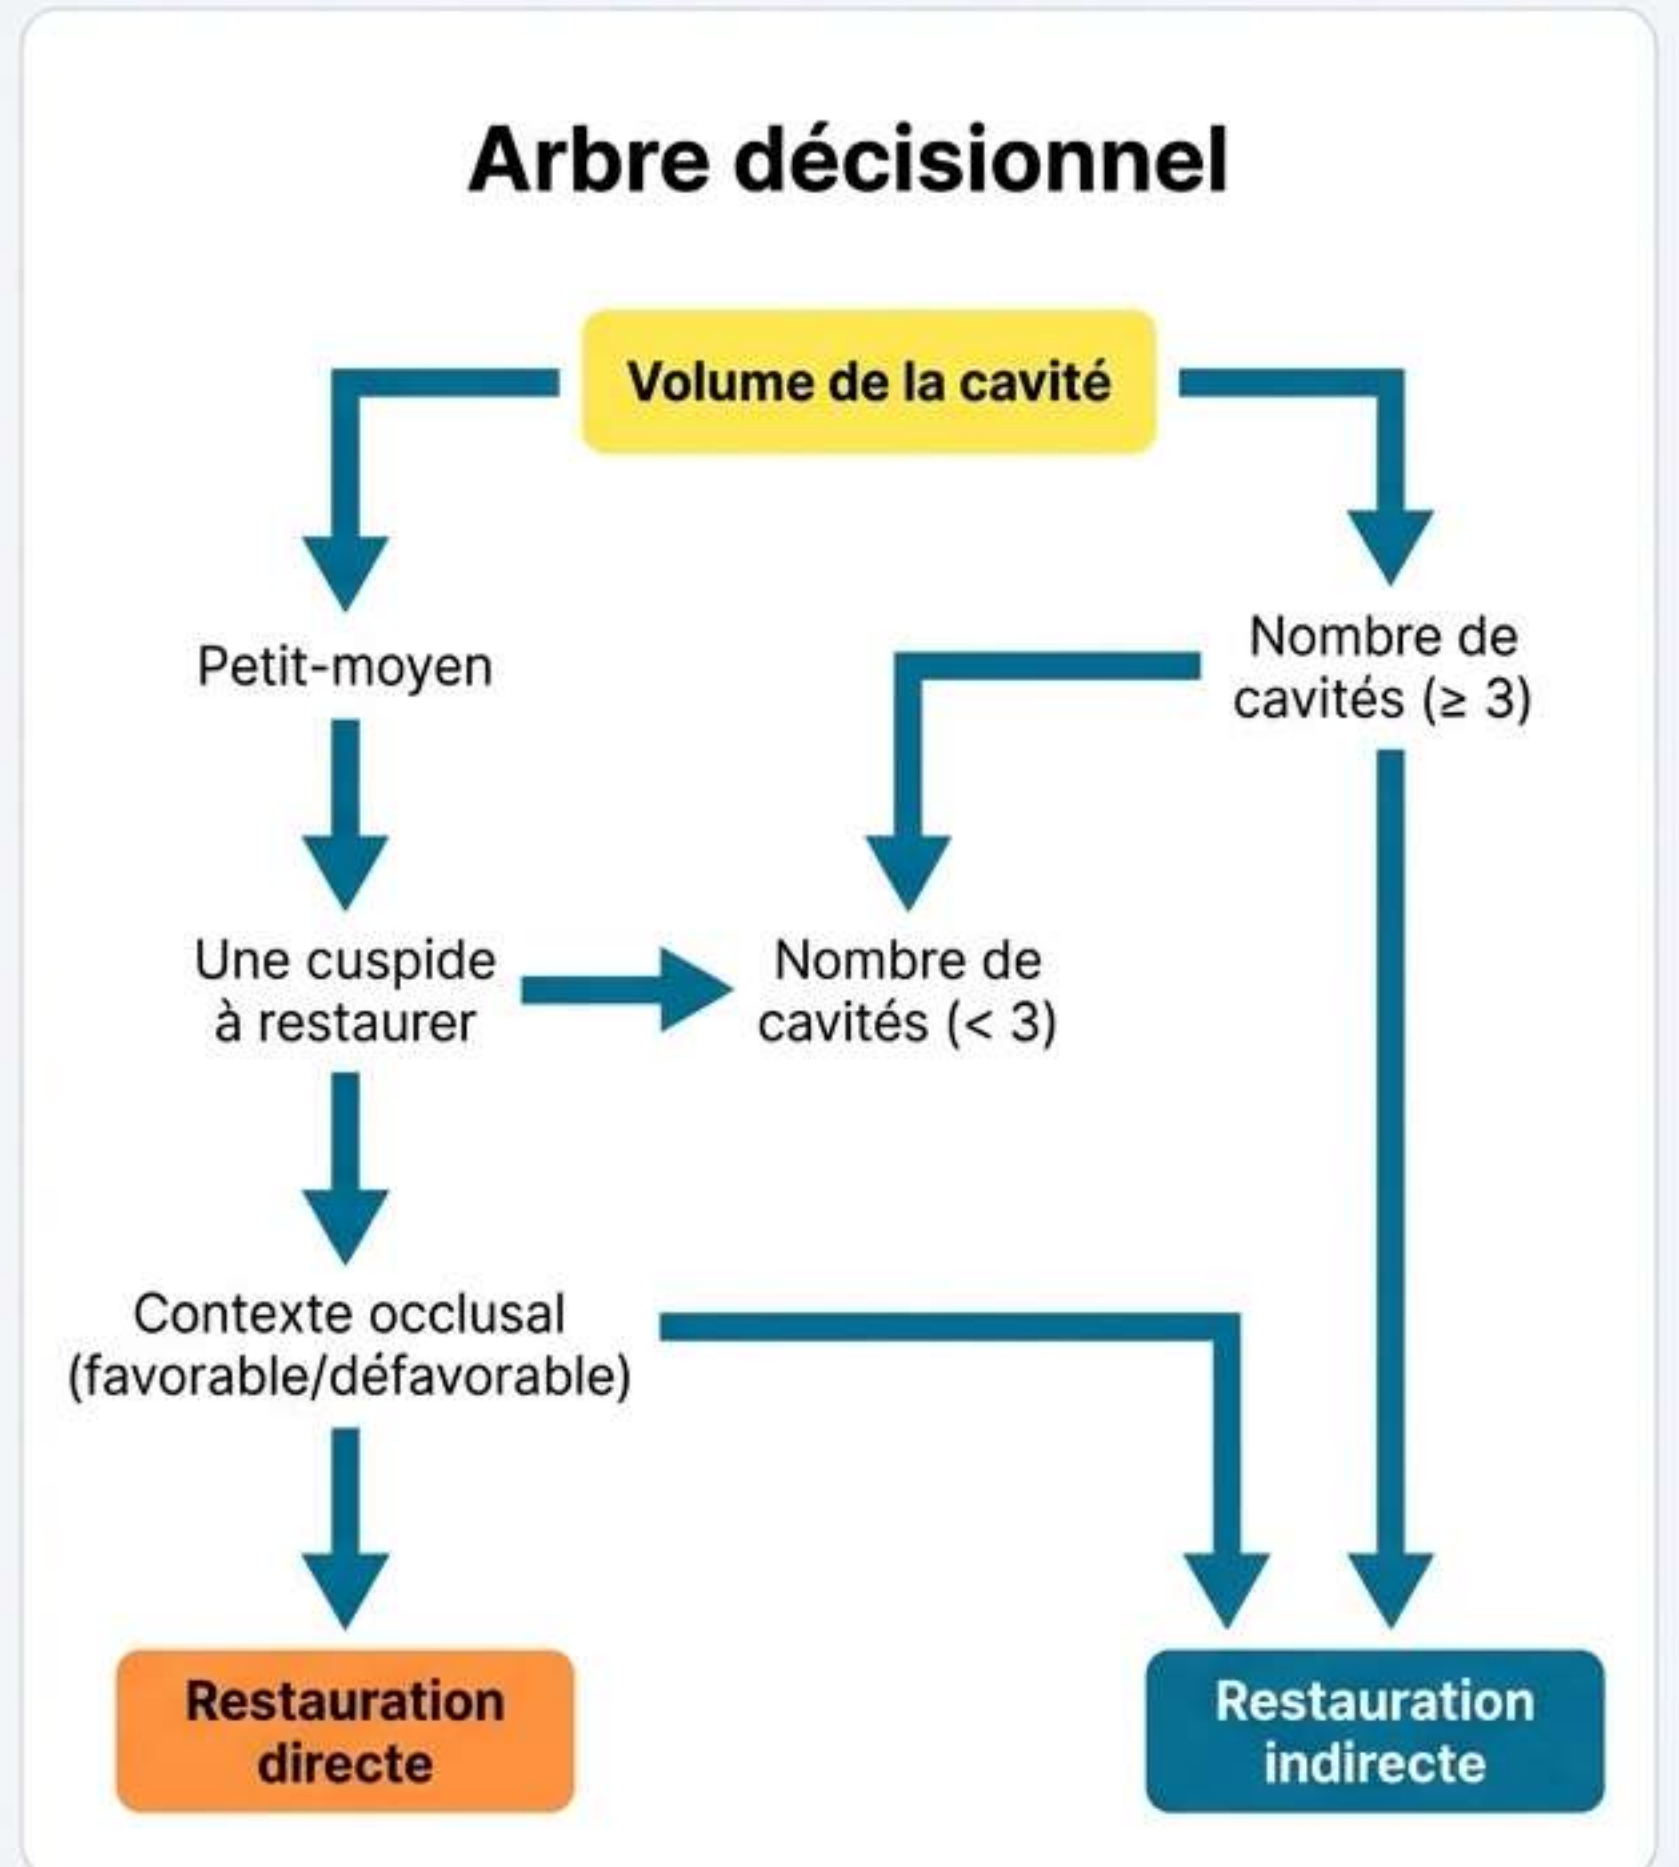 Arbre décisionnel
Volume de la cavité
Petit-moyen
Nombre de
cavités (≥ 3)
Une cuspide
à restaurer
Nombre de
cavités (< 3)
Contexte occlusal
(favorable/défavorable)
Restauration
directe
Restauration
indirecte